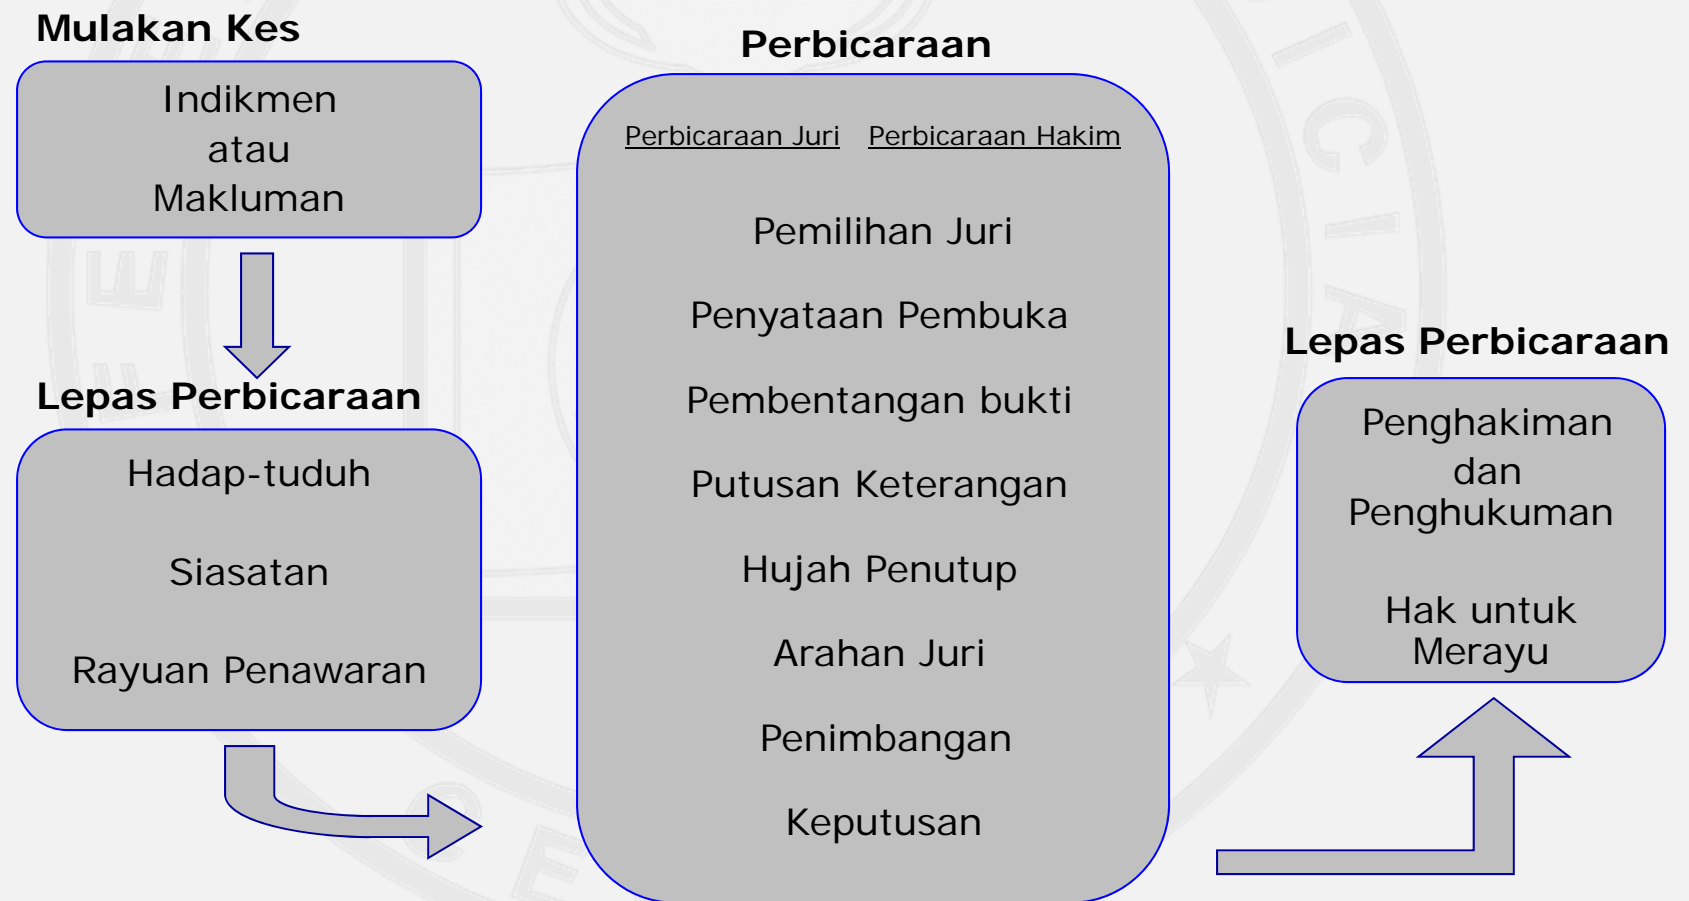 Mulakan Kes
Indikmen
atau
Makluman
Lepas Perbicaraan
Hadap-tuduh
Siasatan
Rayuan Penawaran
Perbicaraan
Perbicaraan Juri Perbicaraan Hakim
Pemilihan Juri
Penyataan Pembuka
Pembentangan bukti
Putusan Keterangan
Hujah Penutup
Arahan Juri
Penimbangan
Keputusan
Lepas Perbicaraan
Penghakiman
dan
Penghukuman
Hak untuk
Merayu